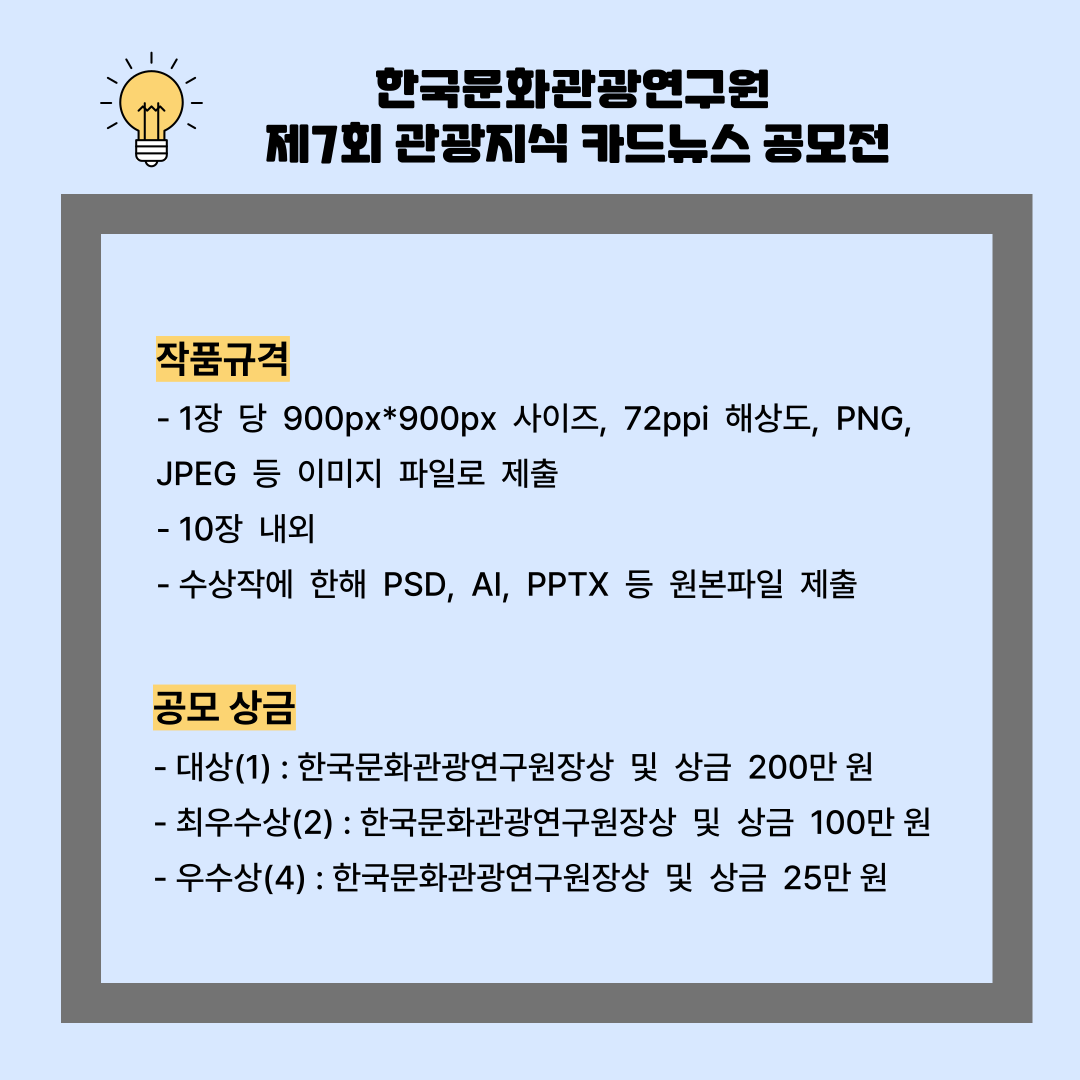 한국문화관광연구원
제7회 관광지식 카드뉴스 공모전
작품규격
- 1장 당 900px*900px 사이즈, 72ppi 해상도, PNG,
JPEG 등 이미지 파일로 제출
- 10장 내외
- 수상작에 한해 PSD, AI, PPTX 등 원본파일 제출
공모 상금
- 대상(1) : 한국문화관광연구원장상 및 상금 200만 원
- 최우수상(2) : 한국문화관광연구원장상 및 상금 100만 원
- 우수상(4) : 한국문화관광연구원장상 및 상금 25만 원